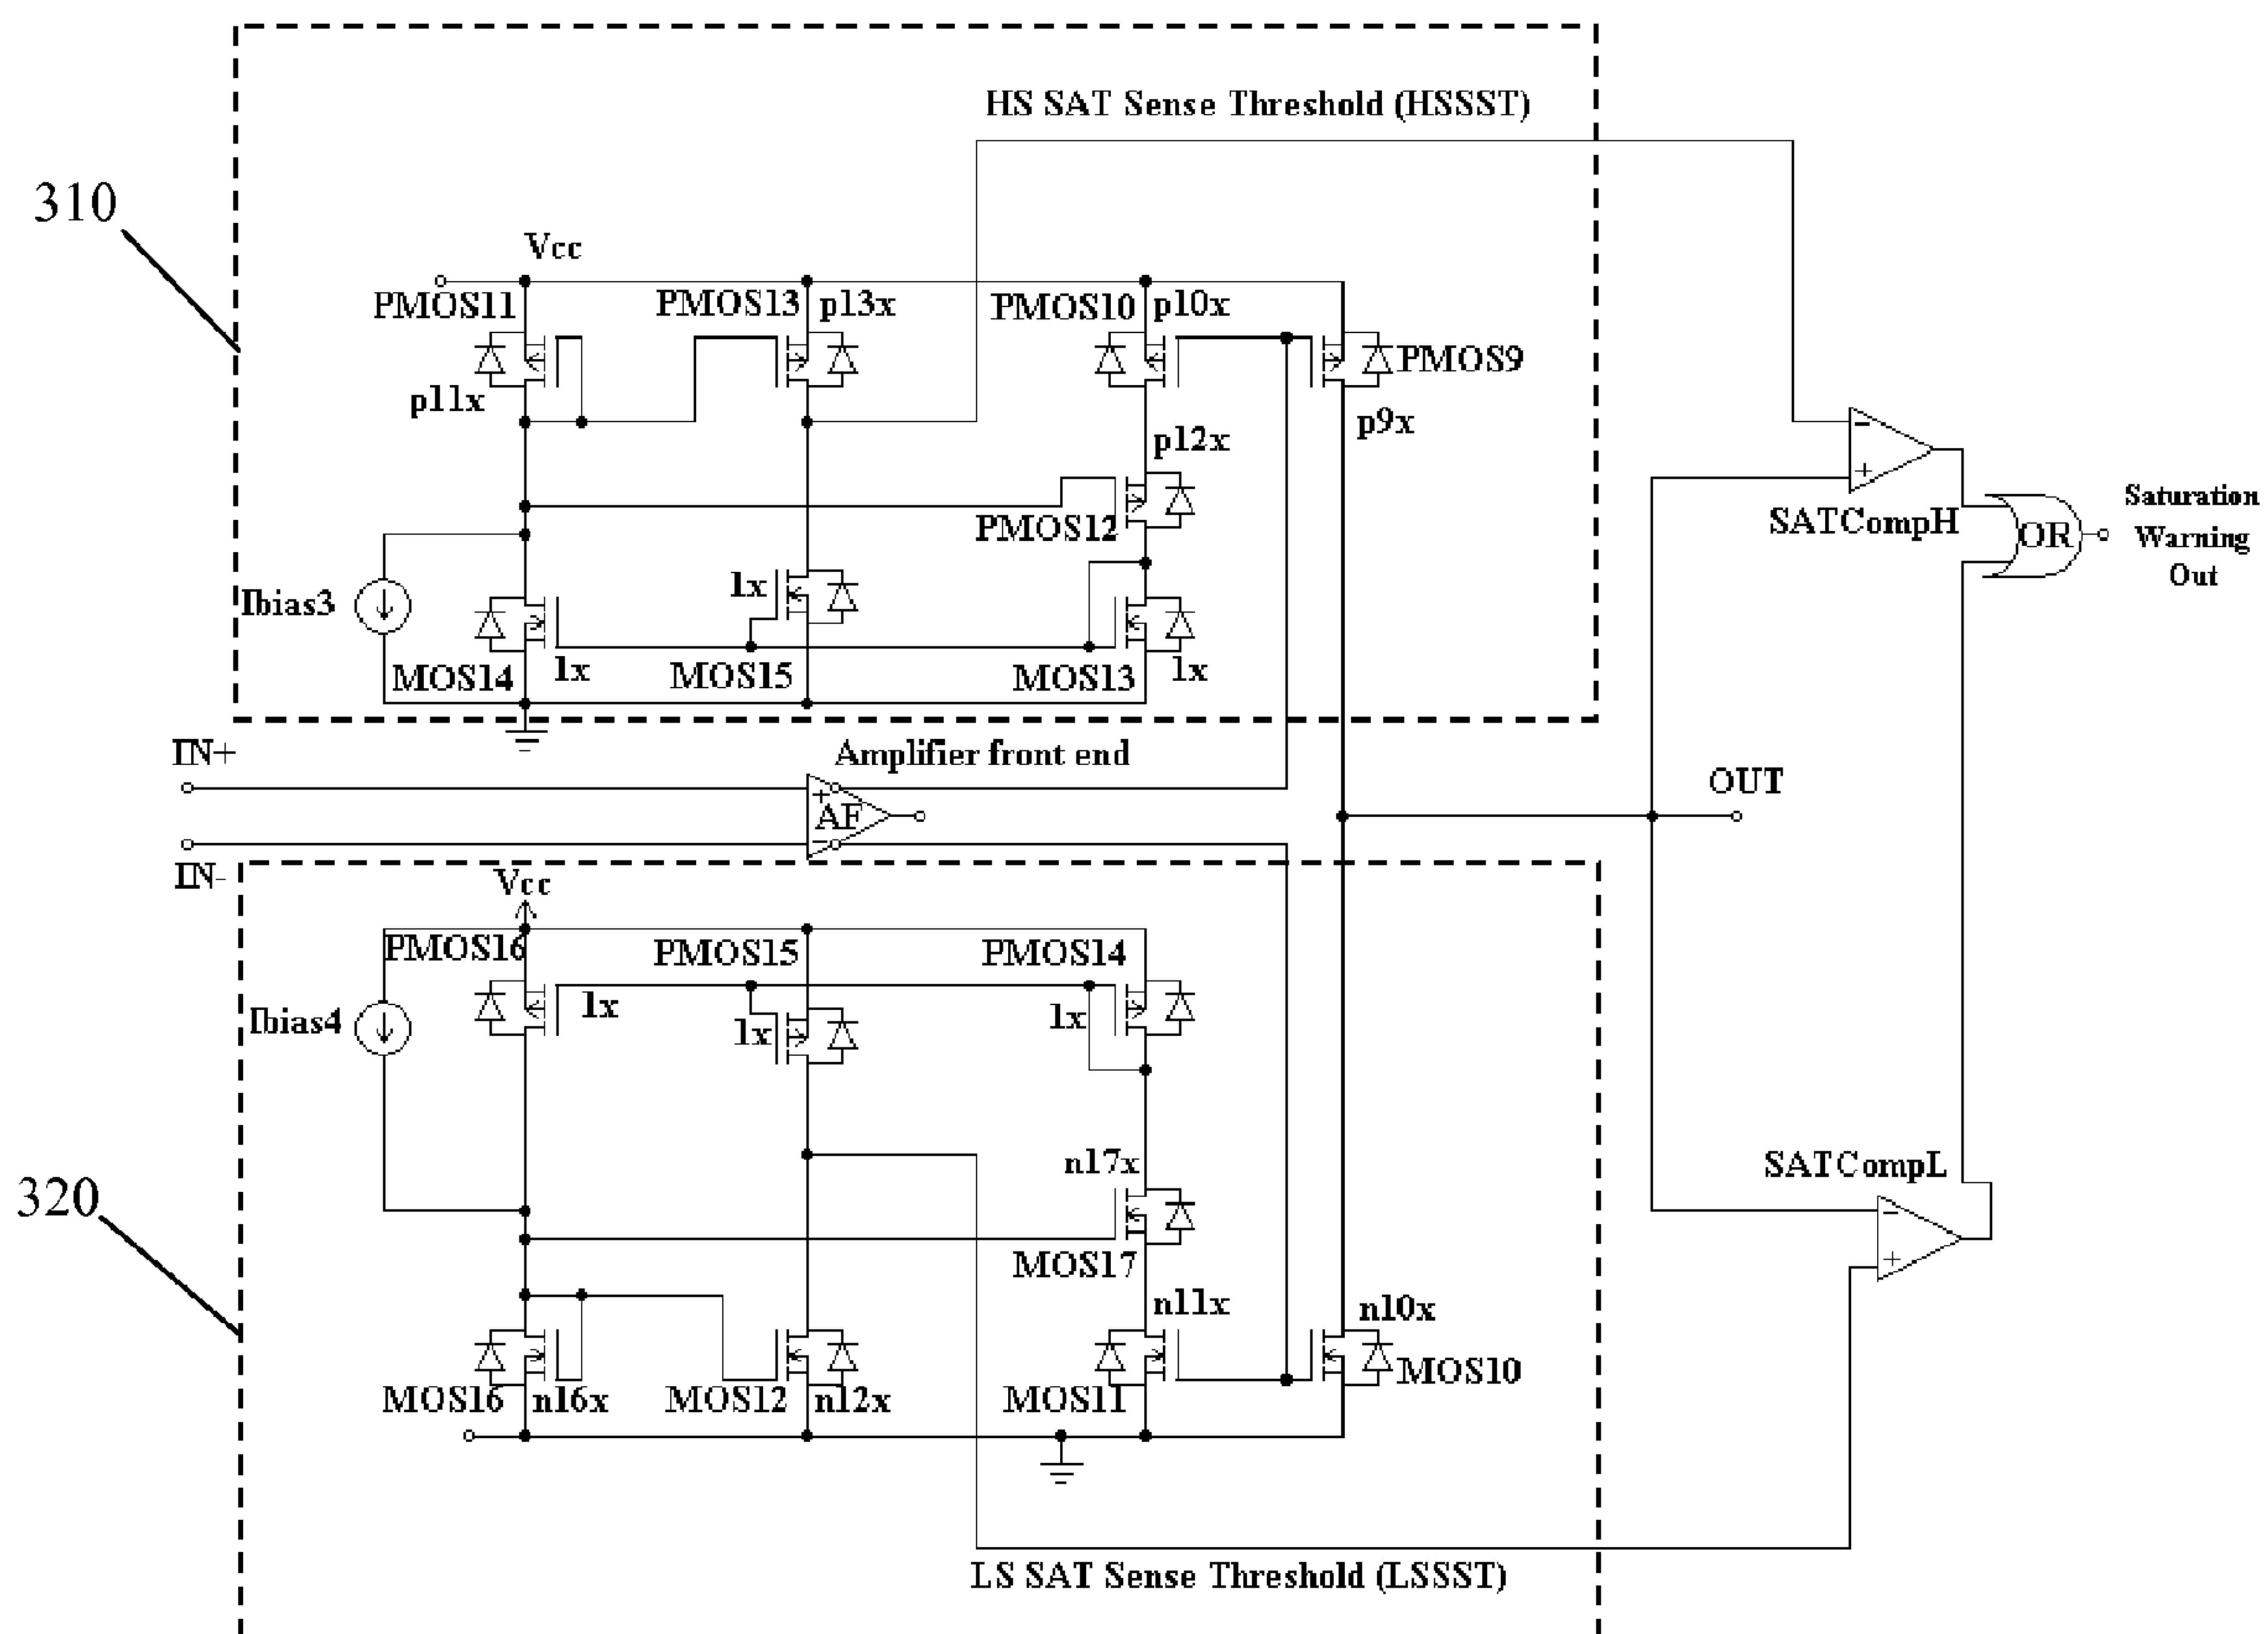 HS SAT Sense Threshold (HSSST)
310
Vcc
PMOS11
PMOS13
p13x
PMOS10
p10x
PMOS9
p11x
p9x
p12x
PMOS12
SATCompH
OR
Saturation
Warning
Out
Ibias3
1x
MOS14
1x
MOS15
MOS13
1x
IN+
Amplifier front end
AF
OUT
IN-
Vcc
PMOS16
PMOS15
PMOS14
1x
1x
1x
Ibias4
n17x
SATCompL
320
MOS17
n11x
n10x
MOS10
MOS16
n16x
MOS12
n12x
MOS11
LS SAT Sense Threshold (LSSST)